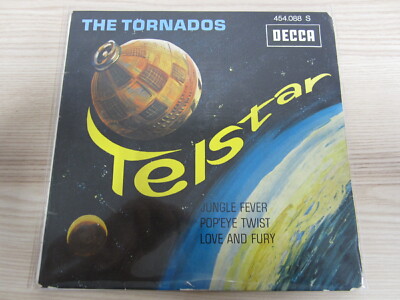 THE TORNADOS
454.088 S
DECCA
Telstar
JUNGLE FEVER
POP'EYE TWIST
LOVE AND FURY